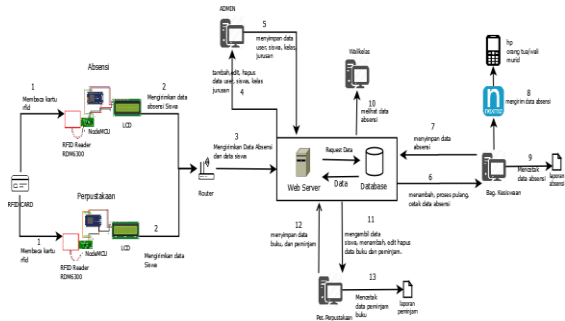 ADMIN
5
menyimpan data
user, siswa, kelas,
jurusan
Walikelas
hp
orang tua/wali
murid
Absensi
tambah,edit, hapus
data user, siswa, kelas
jurusan
4
1
Membaca kartu
rfid
2
Mengirimkan data
absensi Siswa
NodeMCU
LCD
RFID Reader
RDM6300
10
melihat data
absensi
nexmo
8
mengirim data absensi
3
Mengirimkan Data Absensi
dan data siswa
7
menyimpan data
absensi
Request Data
Web Server
Data
Database
9
Mencetak
data absensi
laporan
absensi
6
menambah, proses pulang,
cetak data absensi
Bag. Kesiswaan
RFID CARD
Router
Perpustakaan
1
Membaca kartu
rfid
NodeMCU
LCD
RFID Reader
RDM6300
2
Mengirimkan data
Siswa
12
menyimpan data
buku, dan peminjam
11
mengambil data
siswa, menambah, edit hapus
data buku dan peminjam.
13
Mencetak
data peminjam
buku
laporan
peminjam
Pet. Perpustakaan